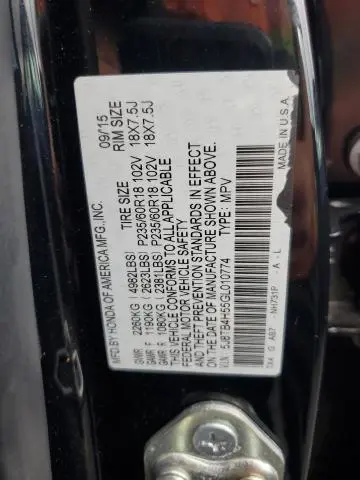 MFD.BY HONDA OF AMERICA MFG.,INC. 09/15
TIRE SIZE RIM SIZE
GVWR 2260KG ( 4982LBS)
GAWR F 1190KG ( 2623LBS) P235/60R18 102V 18X7.5J
GAWR R 1080KG ( 2381LBS) P235/60R18 102V 18X7.5J
THIS VEHICLE CONFORMS TO ALL APPLICABLE
FEDERAL MOTOR VEHICLE SAFETY
AND THEFT PREVENTION STANDARDS IN EFFECT
ON THE DATE OF MANUFACTURE SHOWN ABOVE.
V.I.N. 5J8TB4H55GL010774 TYPE: MPV
TX4 G A87 - NH731P - A - L MADE IN U.S.A.